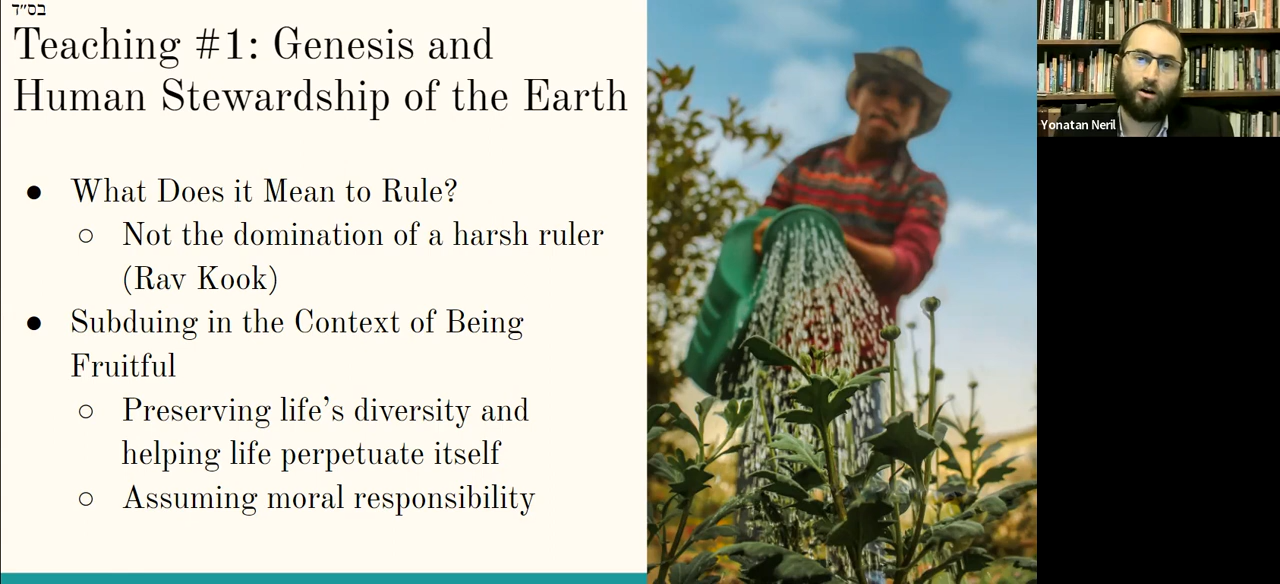 בס״ד
Teaching #1: Genesis and
Human Stewardship of the Earth
● What Does it Mean to Rule?
○ Not the domination of a harsh ruler
(Rav Kook)
● Subduing in the Context of Being
Fruitful
○ Preserving life’s diversity and
helping life perpetuate itself
○ Assuming moral responsibility
Yonatan Neril